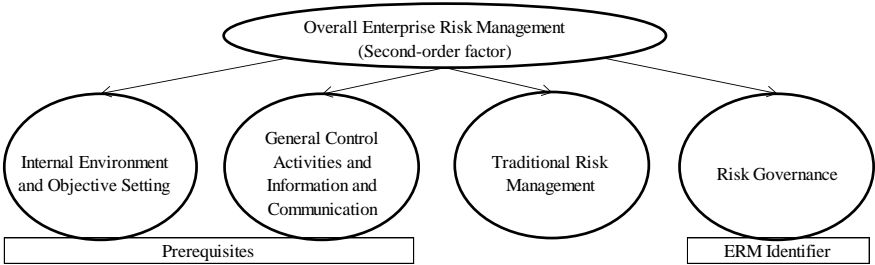 Overall Enterprise Risk Management
(Second-order factor)
Internal Environment
and Objective Setting
General Control
Activities and
Information and
Communication
Traditional Risk
Management
Risk Governance
Prerequisites
ERM Identifier